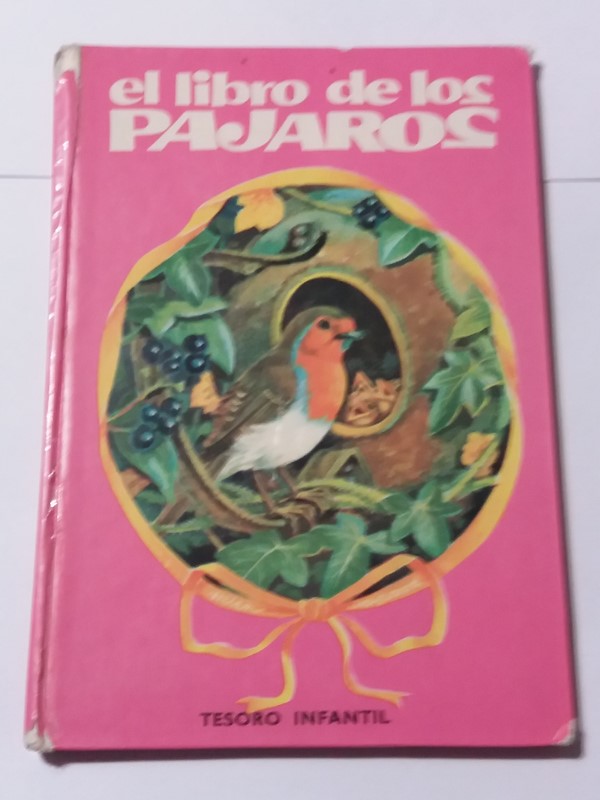 el libro de los
PAJAROS
TESORO INFANTIL